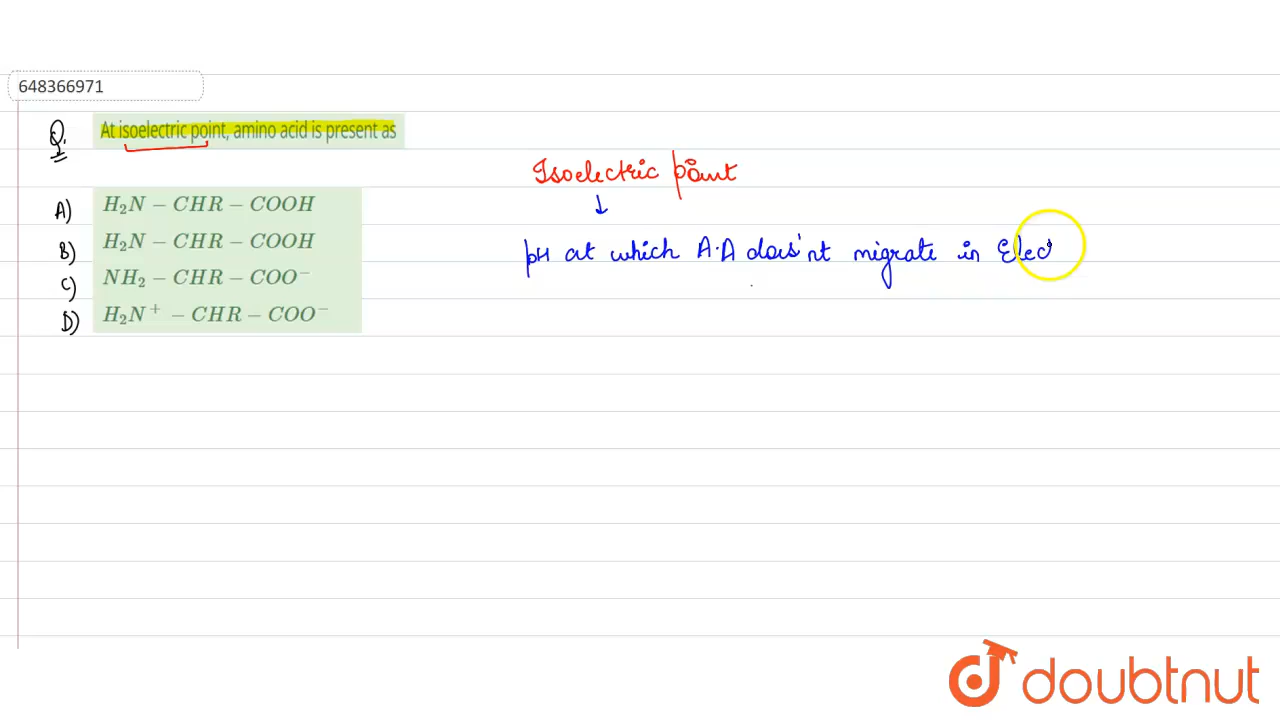 648366971
Q. At isoelectric point, amino acid is present as
A) H₂N − CHR − COOH
B) H₂N − CHR − COOH
C) NH₂ − CHR − COO⁻
D) H₂N⁺ − CHR − COO⁻
Isoelectric point
↓
pH at which A.A does'nt migrate in Elec
doubtnut